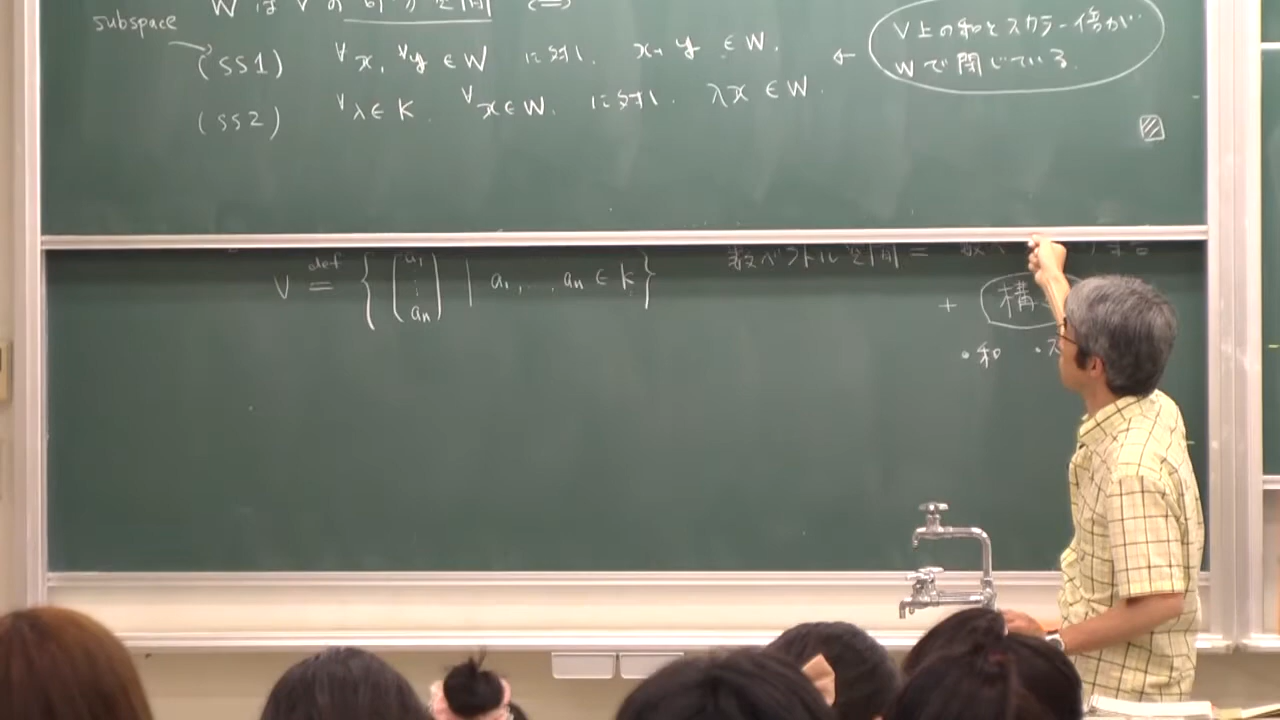 W は V の 部分空間 ⟺
subspace
(SS1) ∀x, ∀y ∈ W に対し. x+y ∈ W.
(SS2) ∀λ ∈ K. ∀x ∈ W. に対し. λx ∈ W.
← V上の和とスカラー倍が
Wで閉じている.
V def= { (a1 ⋮ an) | a1, ..., an ∈ K }
数ベクトル空間 =
+ 構
・和 ・ス